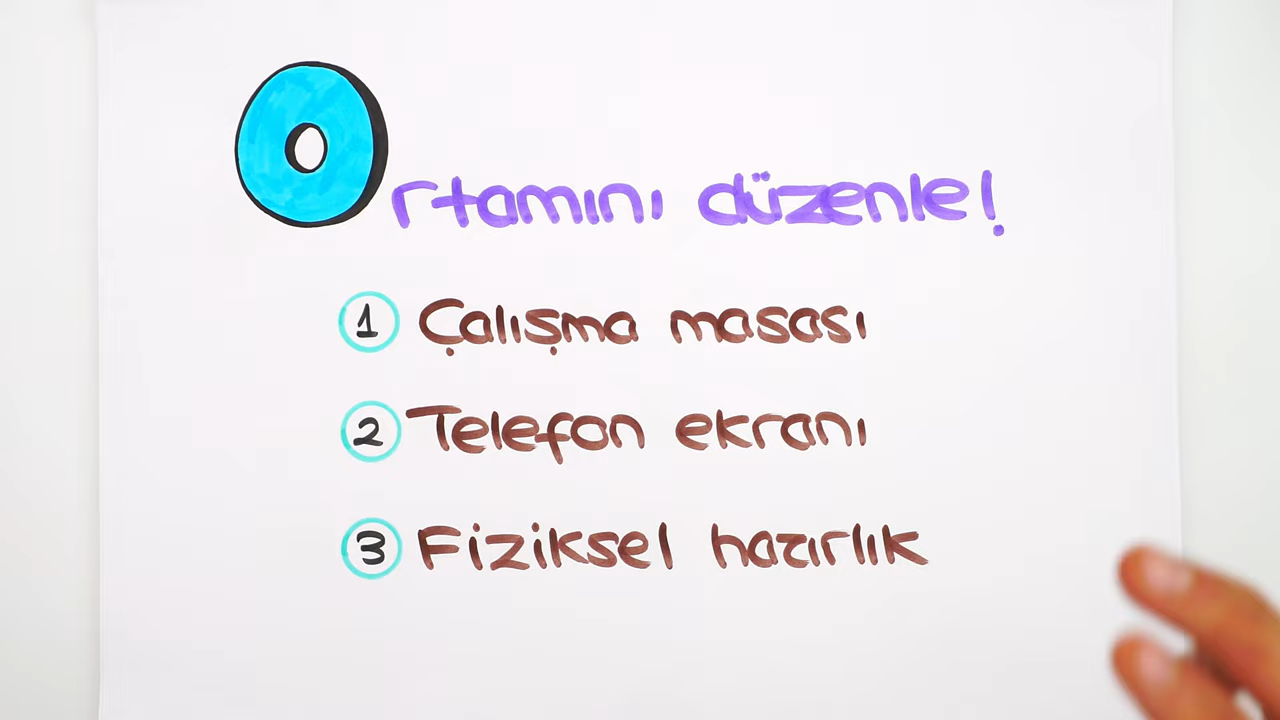 Ortamını düzenle!
1 Çalışma masası
2 Telefon ekranı
3 Fiziksel hazırlık